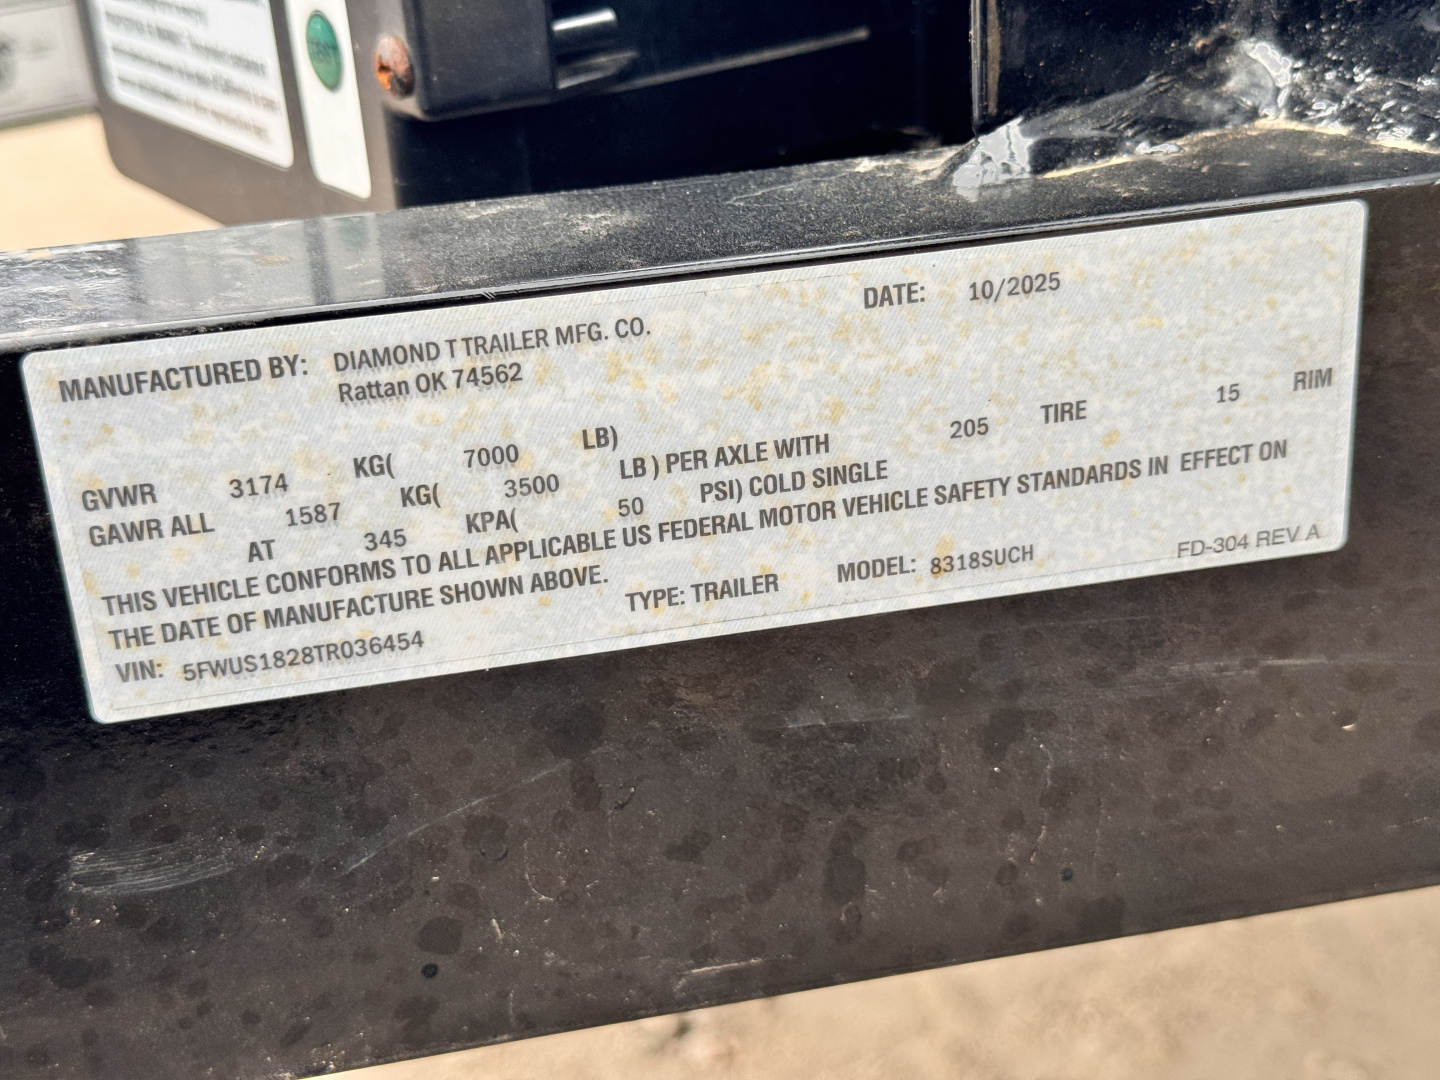 TEST
DATE: 10/2025
MANUFACTURED BY: DIAMOND T TRAILER MFG. CO.
Rattan OK 74562
GVWR 3174 KG( 7000 LB)
GAWR ALL 1587 KG( 3500 LB ) PER AXLE WITH 205 TIRE 15 RIM
AT 345 KPA( 50 PSI) COLD SINGLE
THIS VEHICLE CONFORMS TO ALL APPLICABLE US FEDERAL MOTOR VEHICLE SAFETY STANDARDS IN EFFECT ON
THE DATE OF MANUFACTURE SHOWN ABOVE.
VIN: 5FWUS1828TR036454 TYPE: TRAILER MODEL: 8318SUCH FD-304 REV A